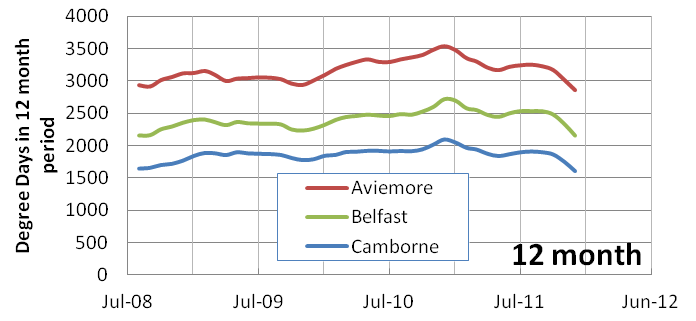 4000
3500
3000
2500
2000
1500
1000
500
0
Degree Days in 12 month
period
Aviemore
Belfast
Camborne
12 month
Jul-08 Jul-09 Jul-10 Jul-11 Jun-12